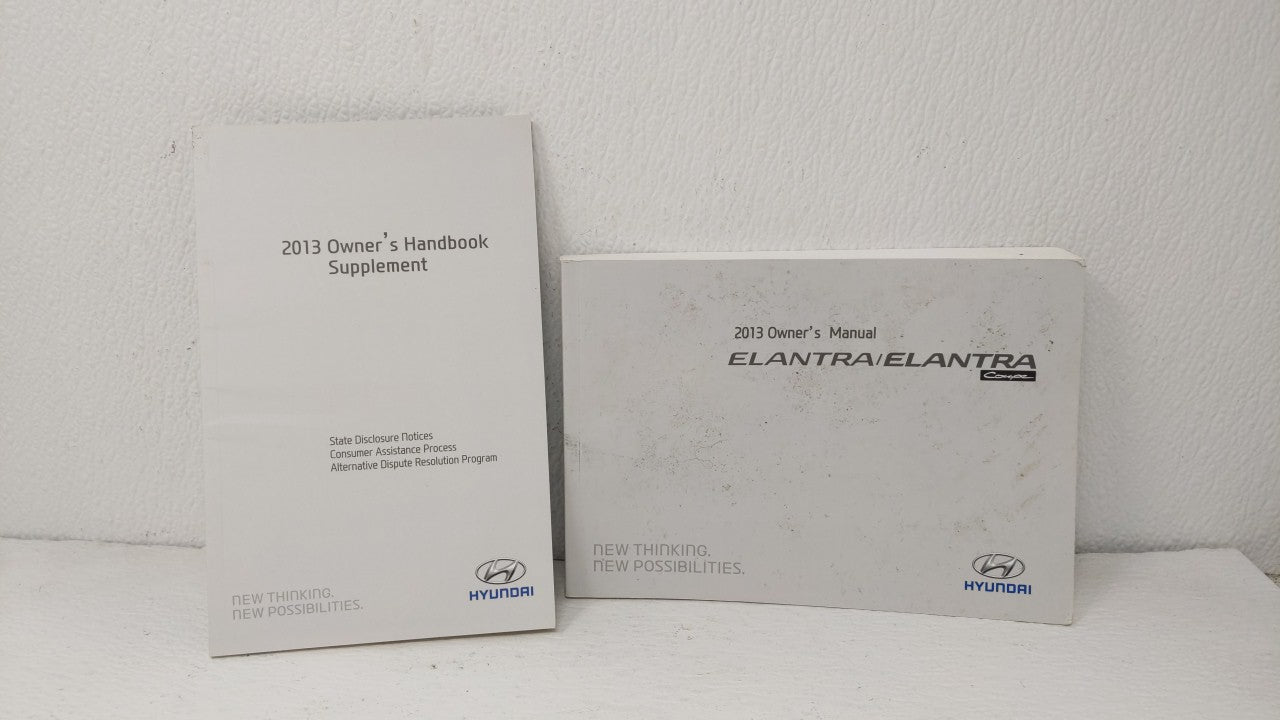 2013 Owner's Handbook
Supplement
State Disclosure Notices
Consumer Assistance Process
Alternative Dispute Resolution Program
NEW THINKING.
NEW POSSIBILITIES.
HYUNDAI
2013 Owner's Manual
ELANTRA/ELANTRA
Coupe
NEW THINKING.
NEW POSSIBILITIES.
HYUNDAI